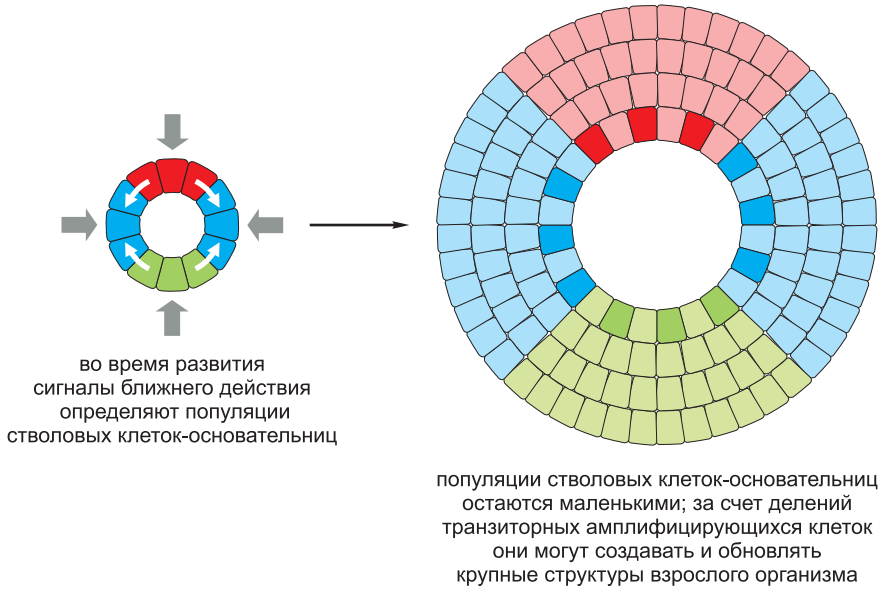 во время развития
сигналы ближнего действия
определяют популяции
стволовых клеток-основательниц
популяции стволовых клеток-основательниц
остаются маленькими; за счет делений
транзиторных амплифицирующихся клеток
они могут создавать и обновлять
крупные структуры взрослого организма